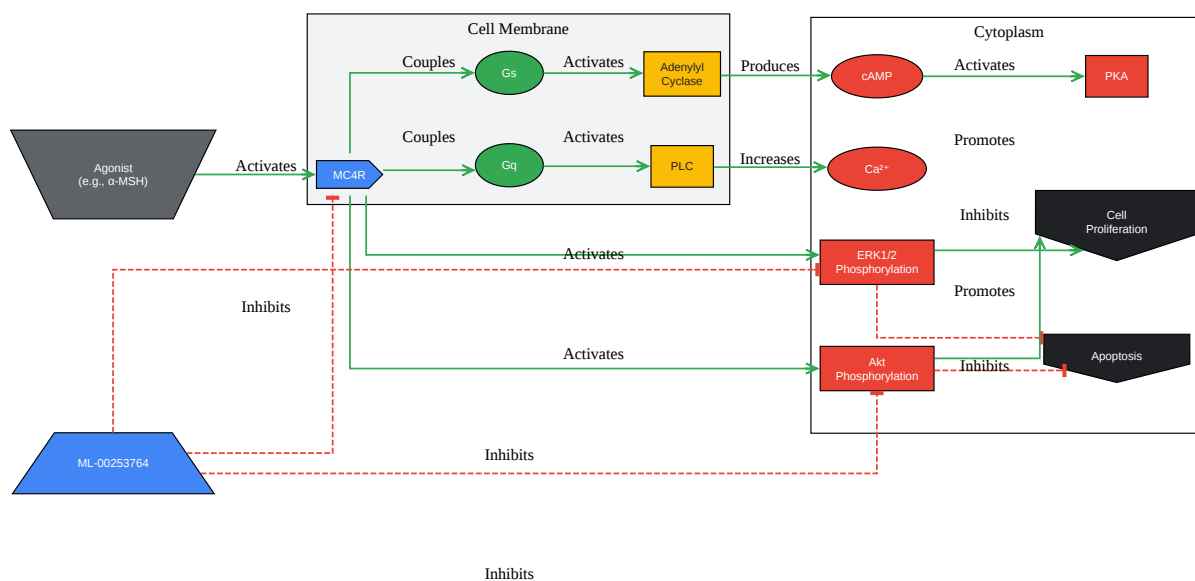 Cell Membrane
Cytoplasm
Couples
Gs
Activates
Adenylyl
Cyclase
Produces
cAMP
Activates
PKA
Agonist
(e.g., α-MSH)
Activates
MC4R
Couples
Gq
Activates
PLC
Increases
Ca²⁺
Promotes
Inhibits
Cell
Proliferation
Activates
ERK1/2
Phosphorylation
Promotes
Inhibits
Activates
Akt
Phosphorylation
Inhibits
Apoptosis
ML-00253764
Inhibits
Inhibits